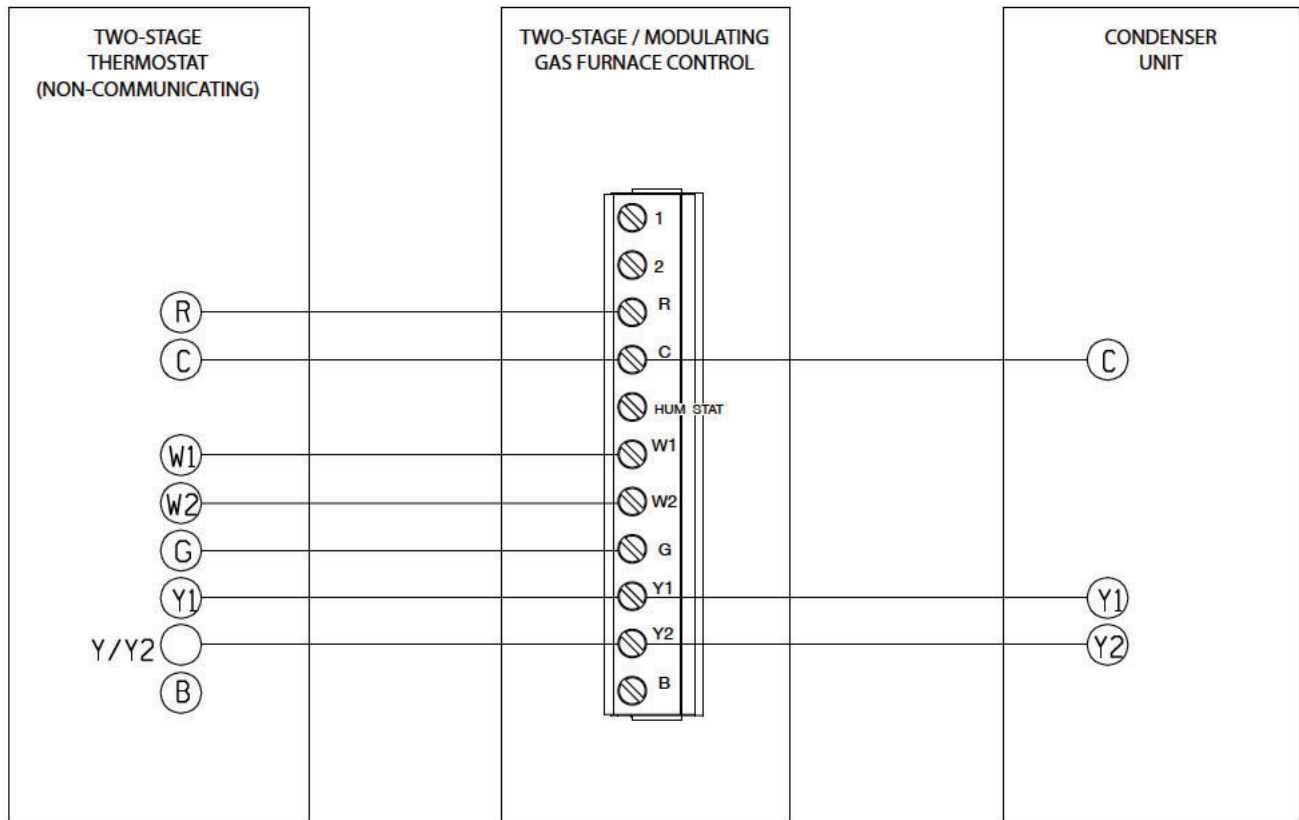 TWO-STAGE
THERMOSTAT
(NON-COMMUNICATING)
TWO-STAGE / MODULATING
GAS FURNACE CONTROL
CONDENSER
UNIT
1
2
R
R
C
C
C
HUM STAT
W1
W1
W2
W2
G
G
Y1
Y1
Y1
Y/Y2
Y2
Y2
B
B